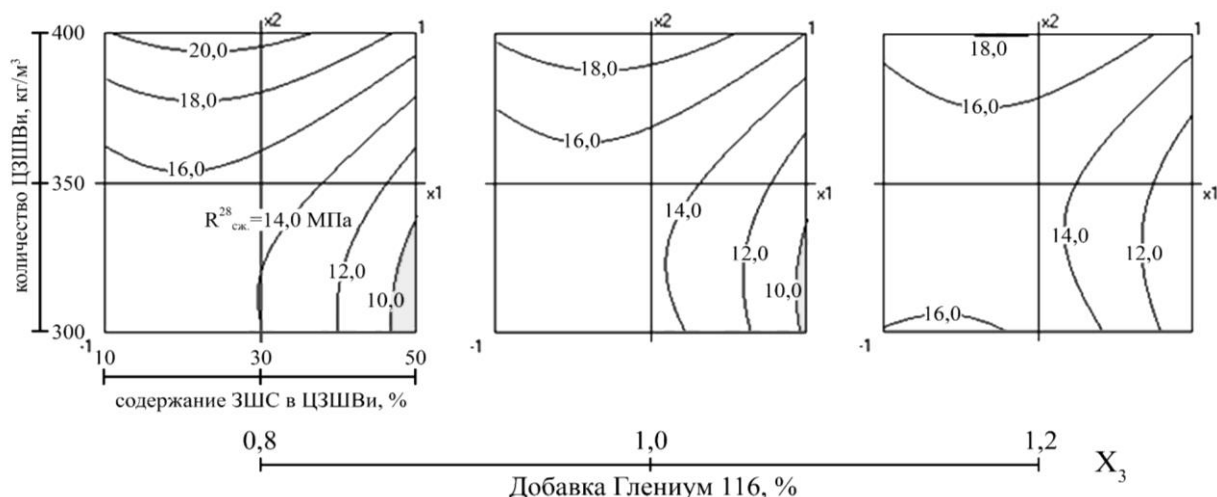 количество ЦЗШВи, кг/м³
400
350
300
-1
10
30
50
x2
1
x1
20,0
18,0
16,0
R²⁸сж.=14,0 МПа
12,0
10,0
содержание ЗШС в ЦЗШВи, %
x2
1
x1
-1
18,0
16,0
14,0
12,0
10,0
x2
1
x1
-1
18,0
16,0
14,0
12,0
16,0
0,8
1,0
1,2
X₃
Добавка Глениум 116, %